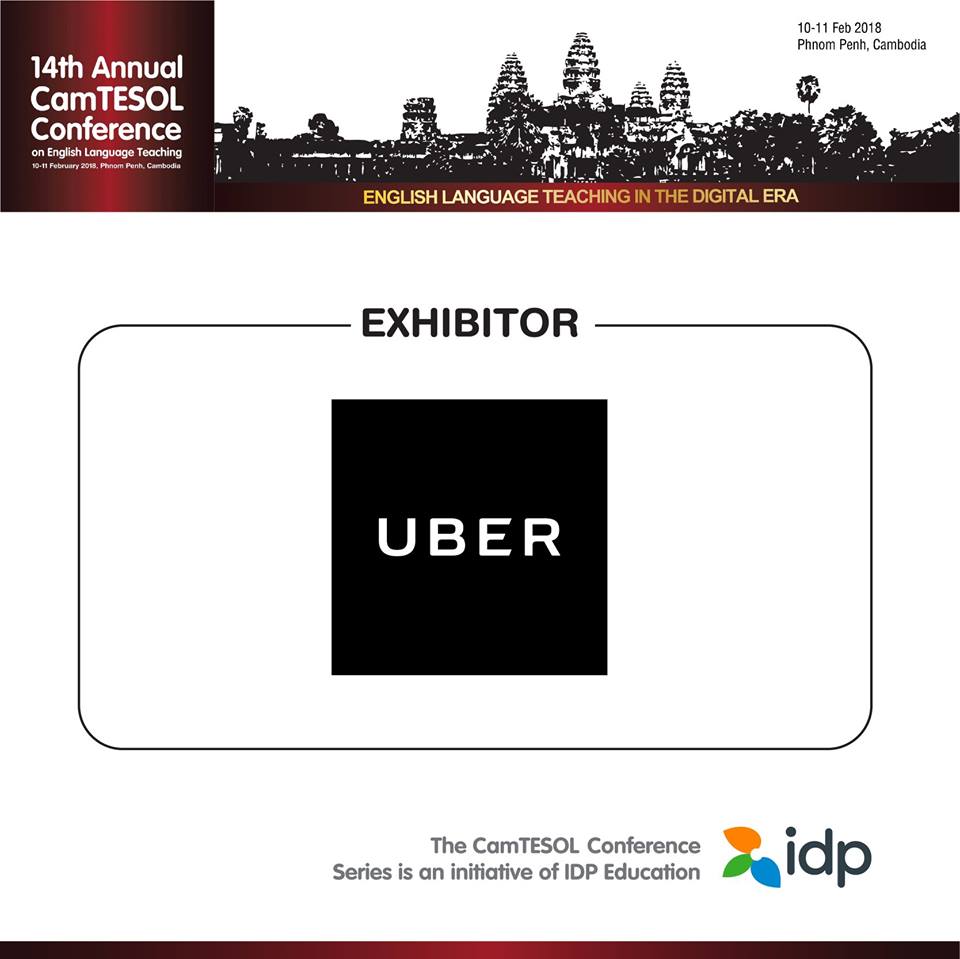 14th Annual
CamTESOL
Conference
on English Language Teaching
10-11 February 2018, Phnom Penh, Cambodia
10-11 Feb 2018
Phnom Penh, Cambodia
ENGLISH LANGUAGE TEACHING IN THE DIGITAL ERA
EXHIBITOR
UBER
The CamTESOL Conference
Series is an initiative of IDP Education
idp